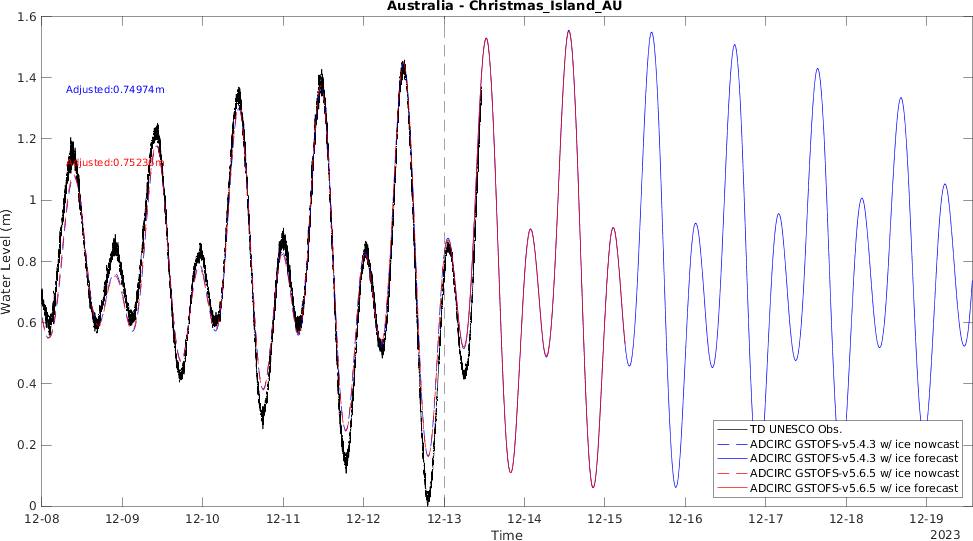 Australia - Christmas_Island_AU
1.6
1.4
1.2
1
0.8
0.6
0.4
0.2
0
Water Level (m)
Adjusted:0.74974m
TD UNESCO Obs.
ADCIRC GSTOFS-v5.4.3 w/ ice nowcast
ADCIRC GSTOFS-v5.4.3 w/ ice forecast
ADCIRC GSTOFS-v5.6.5 w/ ice nowcast
ADCIRC GSTOFS-v5.6.5 w/ ice forecast
12-08 12-09 12-10 12-11 12-12 12-13 12-14 12-15 12-16 12-17 12-18 12-19
Time
2023